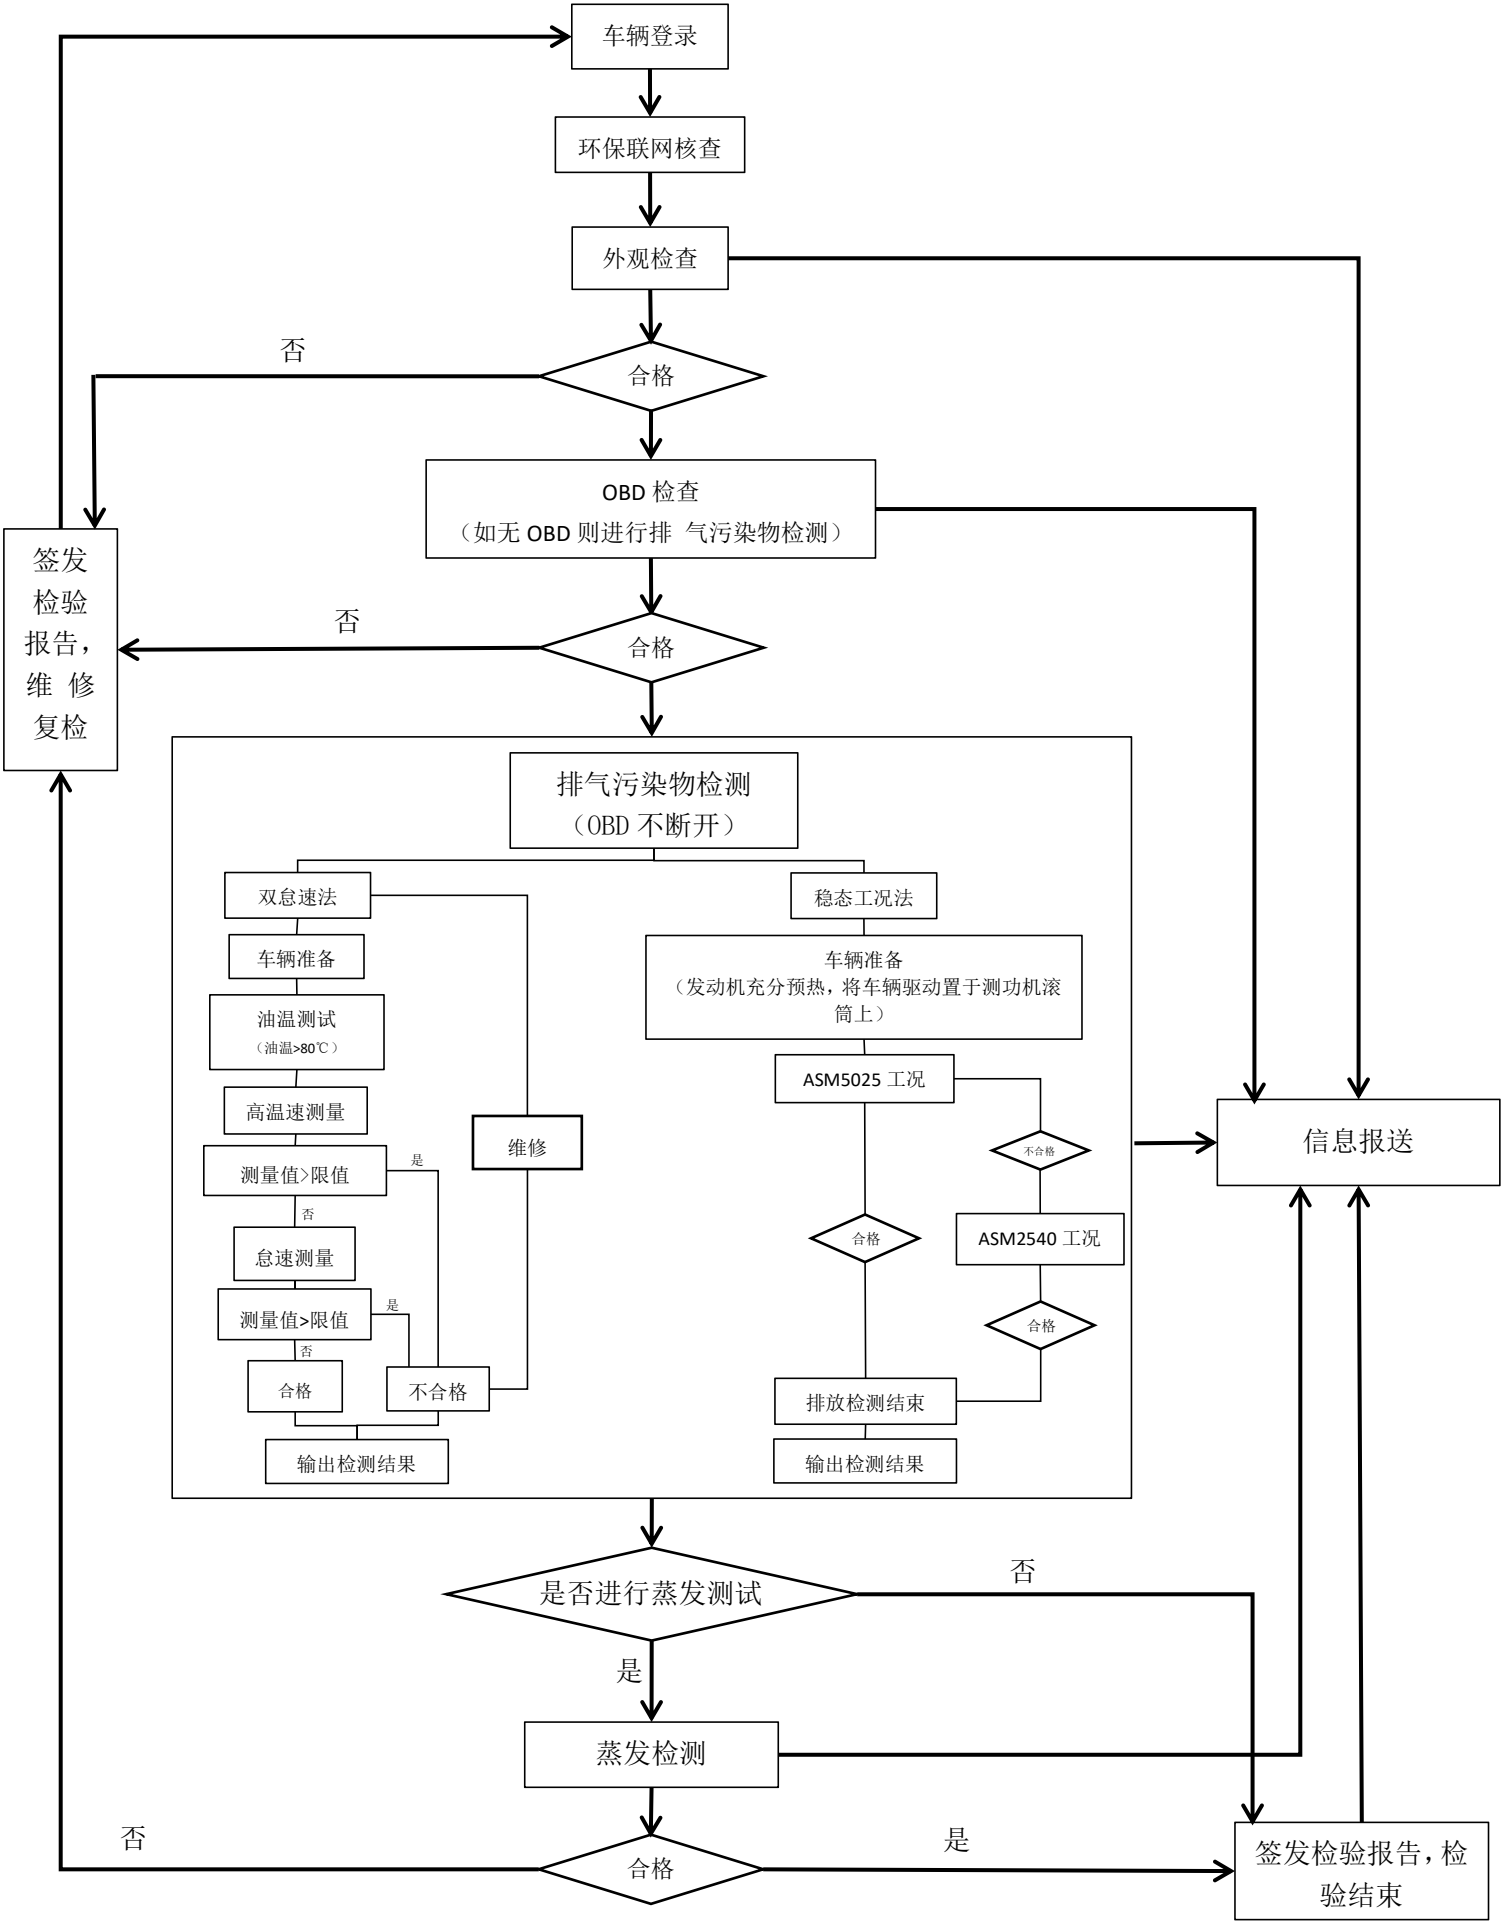 车辆登录
环保联网核查
外观检查
否
合格
OBD 检查
（如无 OBD 则进行排 气污染物检测）
签发
检验
报告，
维 修
复检
否
合格
排气污染物检测
（OBD 不断开）
双怠速法
稳态工况法
车辆准备
车辆准备
（发动机充分预热，将车辆驱动置于测功机滚
筒上）
油温测试
（油温>80℃）
ASM5025 工况
高温速测量
维修
不合格
信息报送
测量值>限值
是
否
合格
ASM2540 工况
怠速测量
测量值>限值
是
合格
否
合格
不合格
排放检测结束
输出检测结果
输出检测结果
是否进行蒸发测试
否
是
蒸发检测
否
合格
是
签发检验报告，检
验结束